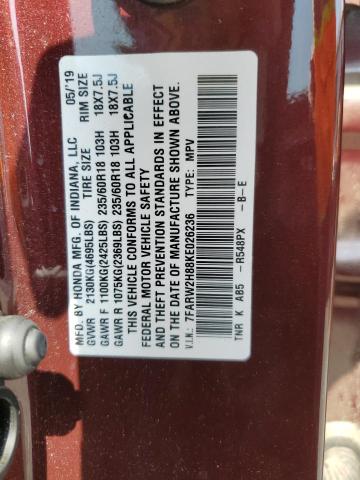 MFD. BY HONDA MFG. OF INDIANA, LLC 05/'19
GVWR 2130KG(4695LBS) TIRE SIZE RIM SIZE
GAWR F 1100KG(2425LBS) 235/60R18 103H 18X7.5J
GAWR R 1075KG(2369LBS) 235/60R18 103H 18X7.5J
THIS VEHICLE CONFORMS TO ALL APPLICABLE
FEDERAL MOTOR VEHICLE SAFETY
AND THEFT PREVENTION STANDARDS IN EFFECT
ON THE DATE OF MANUFACTURE SHOWN ABOVE.
V.I.N.: 7FARW2H88KE026236 TYPE: MPV
TNR K AB5 -R548PX -B-E